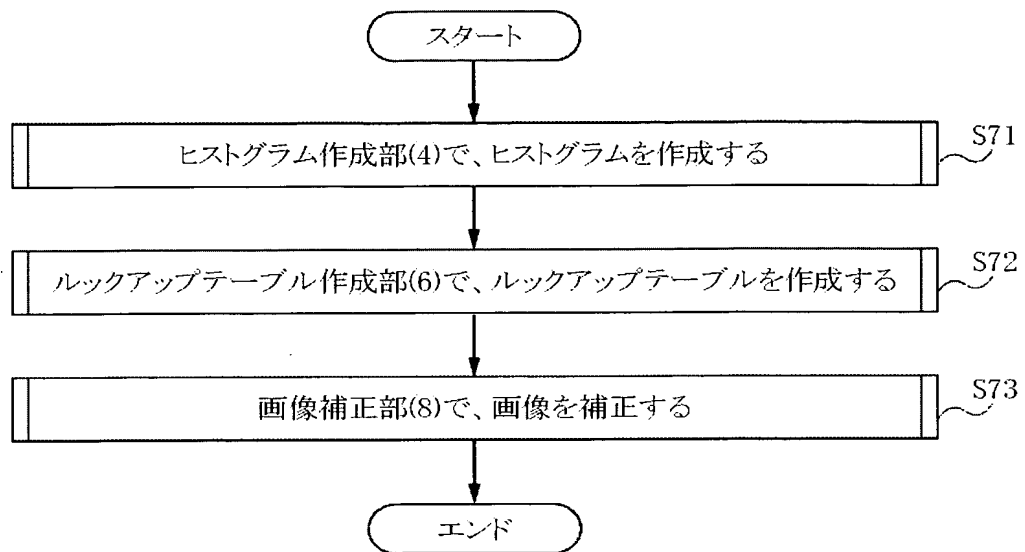 スタート
ヒストグラム作成部(4)で、ヒストグラムを作成する
S71
ルックアップテーブル作成部(6)で、ルックアップテーブルを作成する
S72
画像補正部(8)で、画像を補正する
S73
エンド